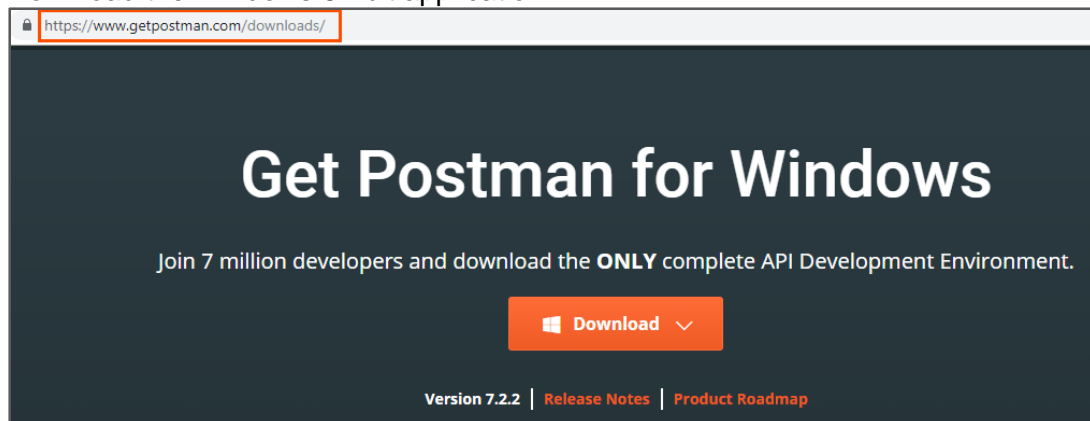 https://www.getpostman.com/downloads/
Get Postman for Windows
Join 7 million developers and download the ONLY complete API Development Environment.
Download
Version 7.2.2 | Release Notes | Product Roadmap